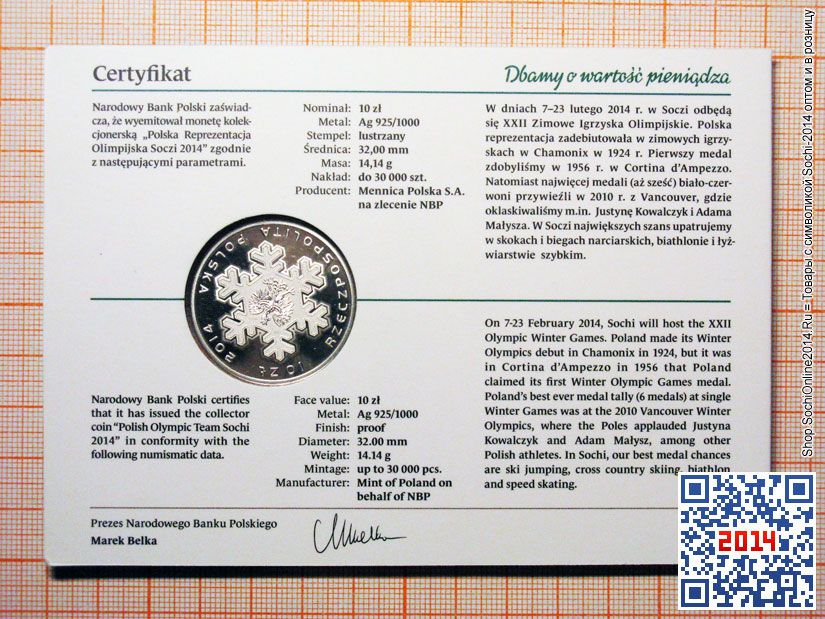 Certyfikat
Dbamy o wartość pieniądza
Narodowy Bank Polski zaświad-
cza, że wyemitował monetę kolek-
cjonerską „Polska Reprezentacja
Olimpijska Soczi 2014” zgodnie
z następującymi parametrami.
Nominał: 10 zł
Metal: Ag 925/1000
Stempel: lustrzany
Średnica: 32,00 mm
Masa: 14,14 g
Nakład: do 30 000 szt.
Producent: Mennica Polska S.A.
na zlecenie NBP
W dniach 7–23 lutego 2014 r. w Soczi odbędą
się XXII Zimowe Igrzyska Olimpijskie. Polska
reprezentacja zadebiutowała w zimowych igrzy-
skach w Chamonix w 1924 r. Pierwszy medal
zdobyliśmy w 1956 r. w Cortina d’Ampezzo.
Natomiast najwięcej medali (aż sześć) biało-czer-
woni przywieźli w 2010 r. z Vancouver, gdzie
oklaskiwaliśmy m.in. Justynę Kowalczyk i Adama
Małysza. W Soczi największych szans upatrujemy
w skokach i biegach narciarskich, biathlonie i łyż-
wiarstwie szybkim.
RZECZPOSPOLITA POLSKA
2014
10 ZŁ
Narodowy Bank Polski certifies
that it has issued the collector
coin “Polish Olympic Team Sochi
2014” in conformity with the
following numismatic data.
Face value: 10 zł
Metal: Ag 925/1000
Finish: proof
Diameter: 32.00 mm
Weight: 14.14 g
Mintage: up to 30 000 pcs.
Manufacturer: Mint of Poland on
behalf of NBP
On 7-23 February 2014, Sochi will host the XXII
Olympic Winter Games. Poland made its Winter
Olympics debut in Chamonix in 1924, but it was
in Cortina d’Ampezzo in 1956 that Poland
claimed its first Winter Olympic Games medal.
Poland’s best ever medal tally (6 medals) at single
Winter Games was at the 2010 Vancouver Winter
Olympics, where the Poles applauded Justyna
Kowalczyk and Adam Małysz, among other
Polish athletes. In Sochi, our best medal chances
are ski jumping, cross country skiing, biathlon
and speed skating.
Prezes Narodowego Banku Polskiego
Marek Belka
2014
Shop.SochiOnline2014.Ru = Товары с символикой Sochi-2014 оптом и в розницу